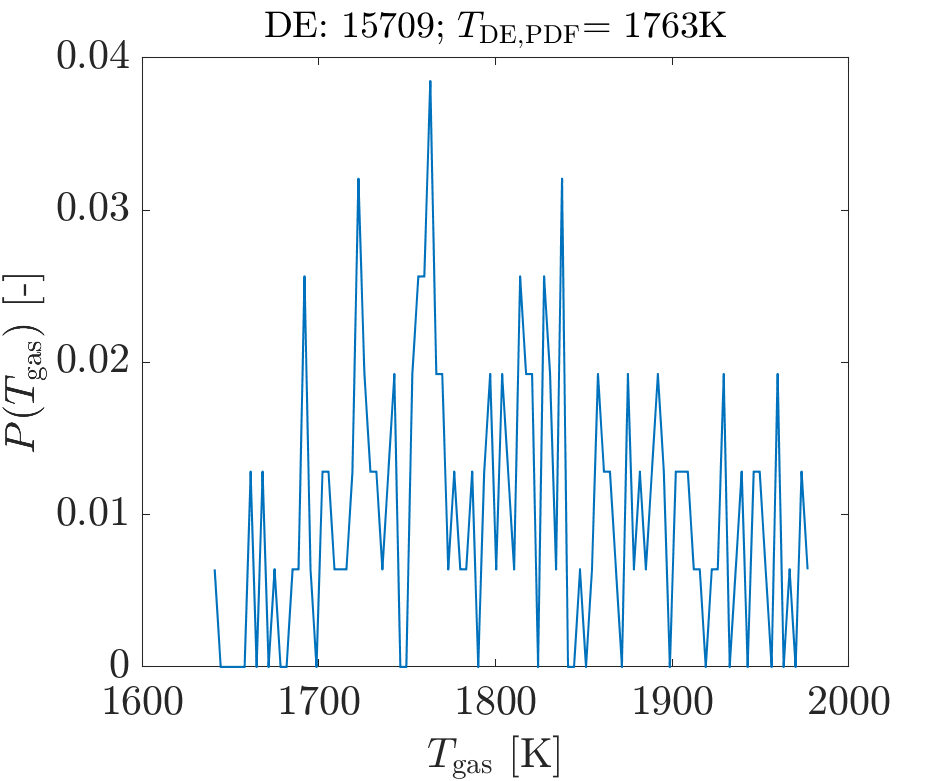 DE: 15709; T_DE,PDF= 1763K
0.04
0.03
0.02
0.01
0
P(T_gas) [-]
1600 1700 1800 1900 2000
T_gas [K]